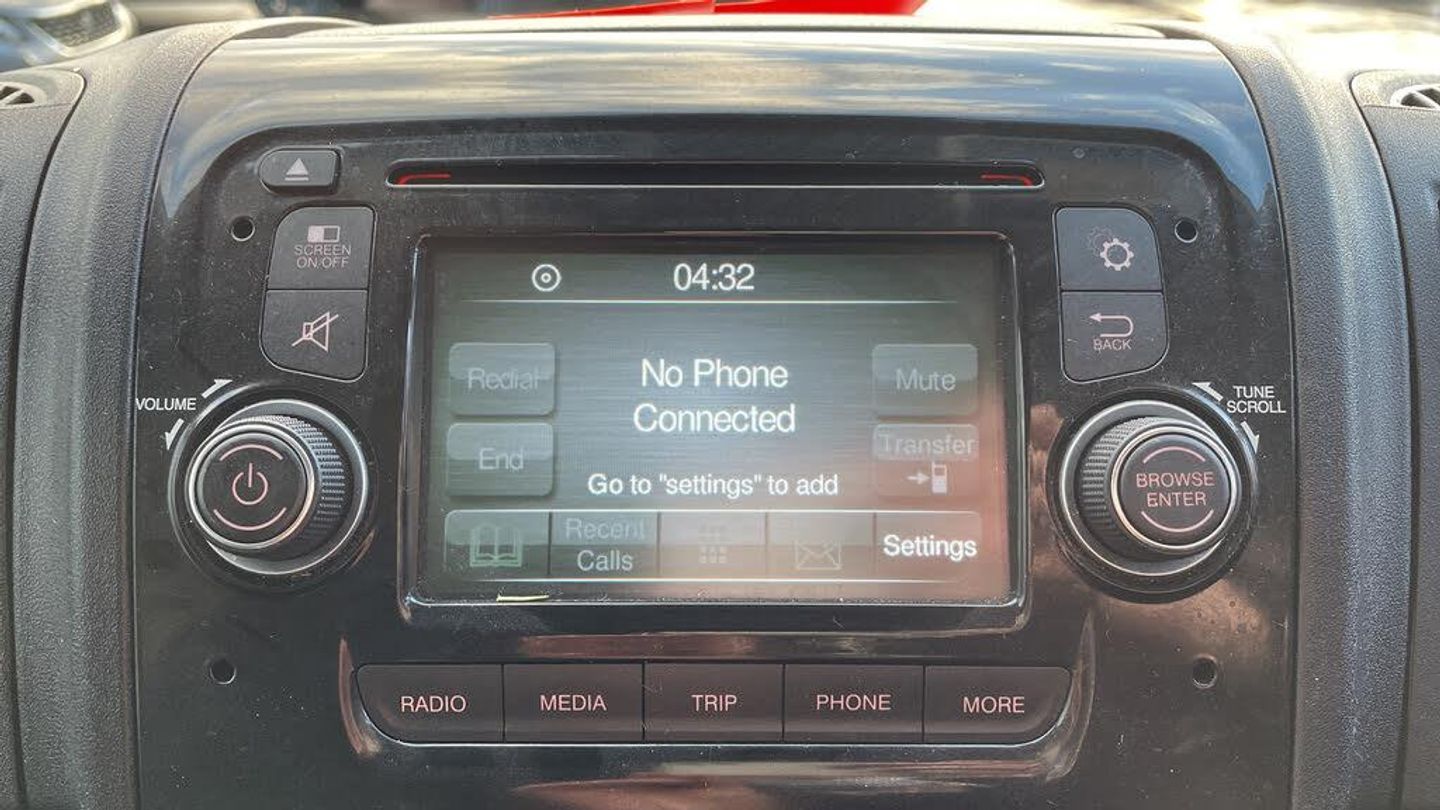 SCREEN
ON/OFF
04:32
Redial
No Phone
Connected
Mute
BACK
VOLUME
TUNE
SCROLL
End
Go to "settings" to add
Transfer
BROWSE
ENTER
Recent
Calls
Settings
RADIO
MEDIA
TRIP
PHONE
MORE